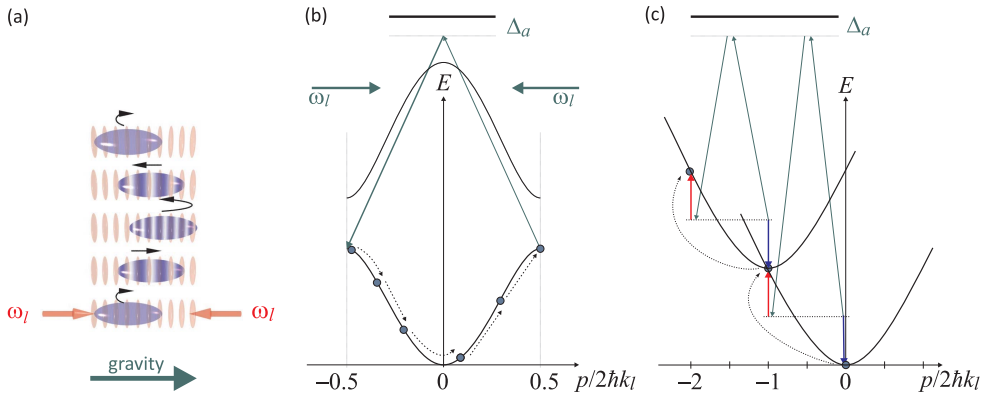 (a)
ωl
ωl
gravity
(b)
Δa
E
ωl
ωl
−0.5
0
0.5
p/2ħkl
(c)
Δa
E
−2
−1
0
p/2ħkl